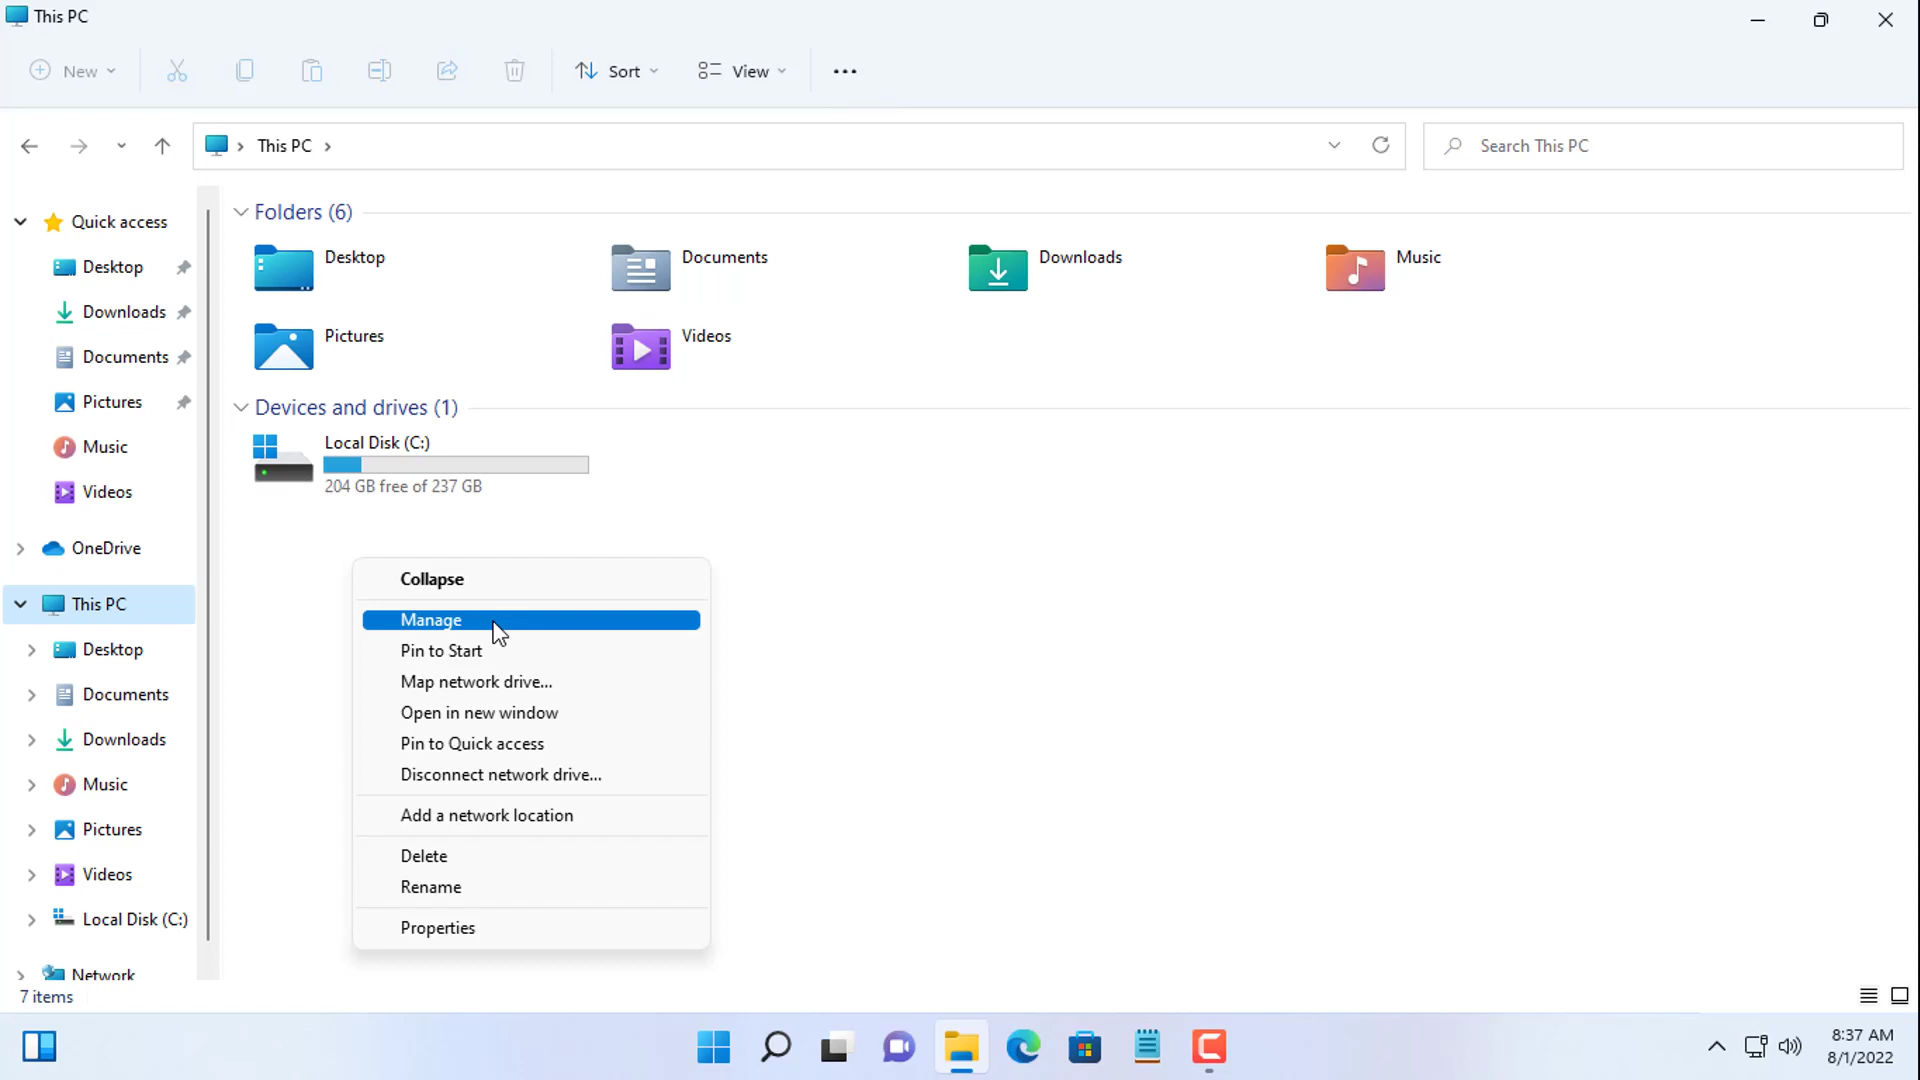 This PC
New
Sort
View
This PC
Search This PC
Quick access
Desktop
Downloads
Documents
Pictures
Music
Videos
OneDrive
This PC
Desktop
Documents
Downloads
Music
Pictures
Videos
Local Disk (C:)
Network
Folders (6)
Desktop
Documents
Downloads
Music
Pictures
Videos
Devices and drives (1)
Local Disk (C:)
204 GB free of 237 GB
Collapse
Manage
Pin to Start
Map network drive...
Open in new window
Pin to Quick access
Disconnect network drive...
Add a network location
Delete
Rename
Properties
7 items
8:37 AM
8/1/2022